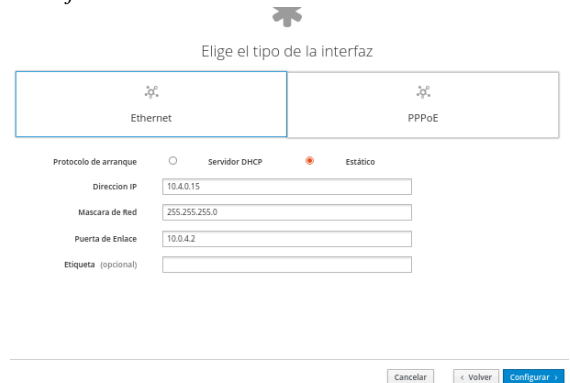 Elige el tipo de la interfaz
Ethernet PPPoE
Protocolo de arranque Servidor DHCP Estático
Direccion IP 10.4.0.15
Mascara de Red 255.255.255.0
Puerta de Enlace 10.0.4.2
Etiqueta (opcional)
Cancelar < Volver Configurar >